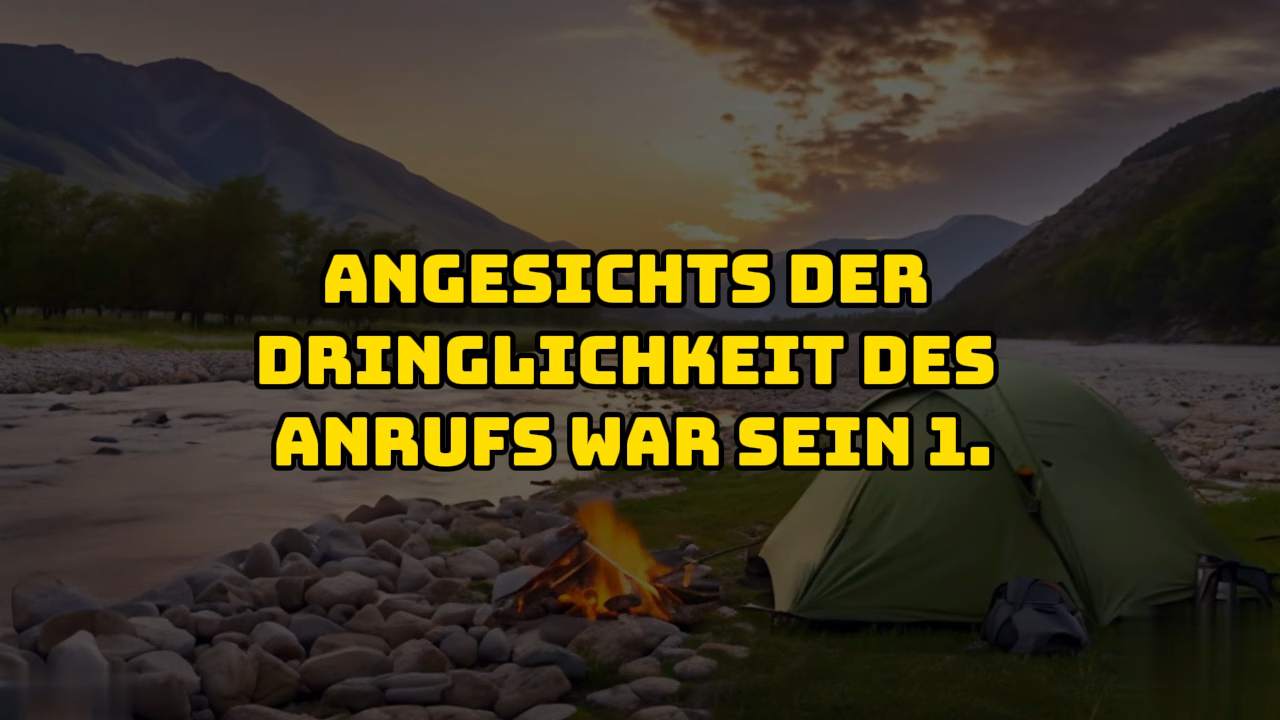 ANGESICHTS DER
DRINGLICHKEIT DES
ANRUFS WAR SEIN 1.